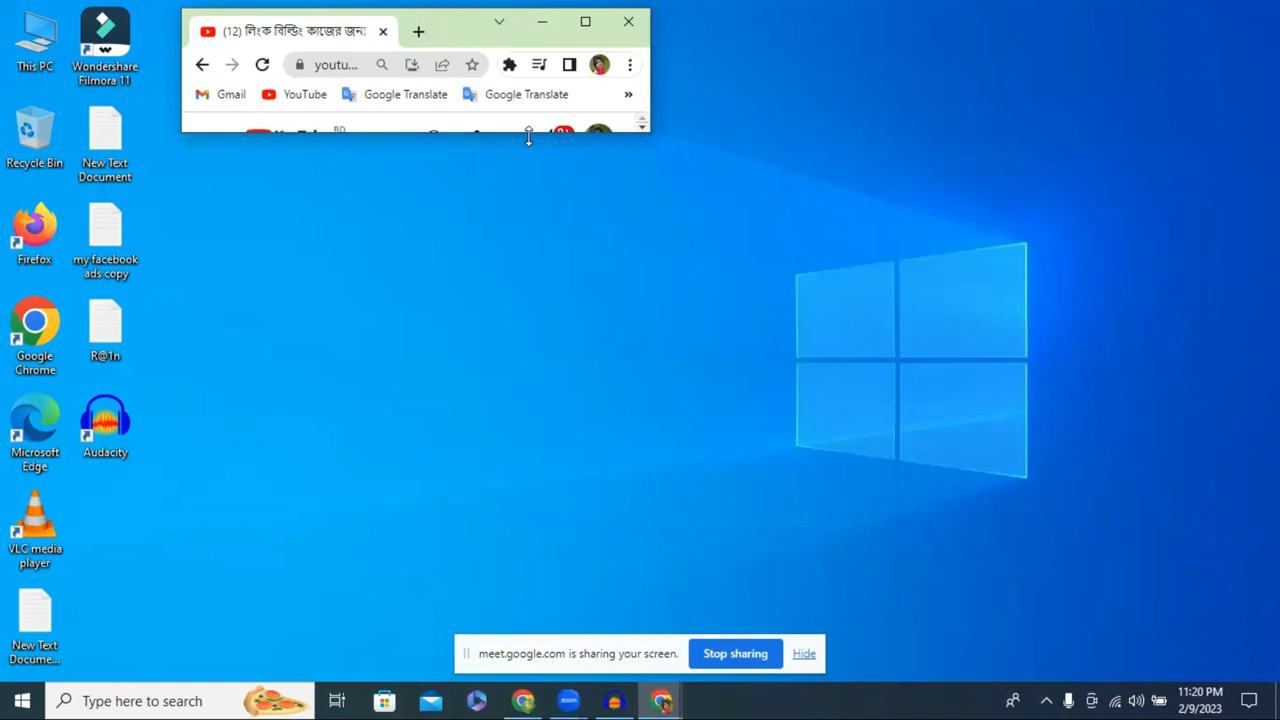 This PC
Wondershare
Filmora 11
Recycle Bin
New Text
Document
Firefox
my facebook
ads copy
Google
Chrome
R@1n
Microsoft
Edge
Audacity
VLC media
player
New Text
Docume...
(12) লিংক বিল্ডিং কাজের জন্য
youtu...
Gmail
YouTube
Google Translate
Google Translate
»
BD
meet.google.com is sharing your screen.
Stop sharing
Hide
Type here to search
zoom
11:20 PM
2/9/2023